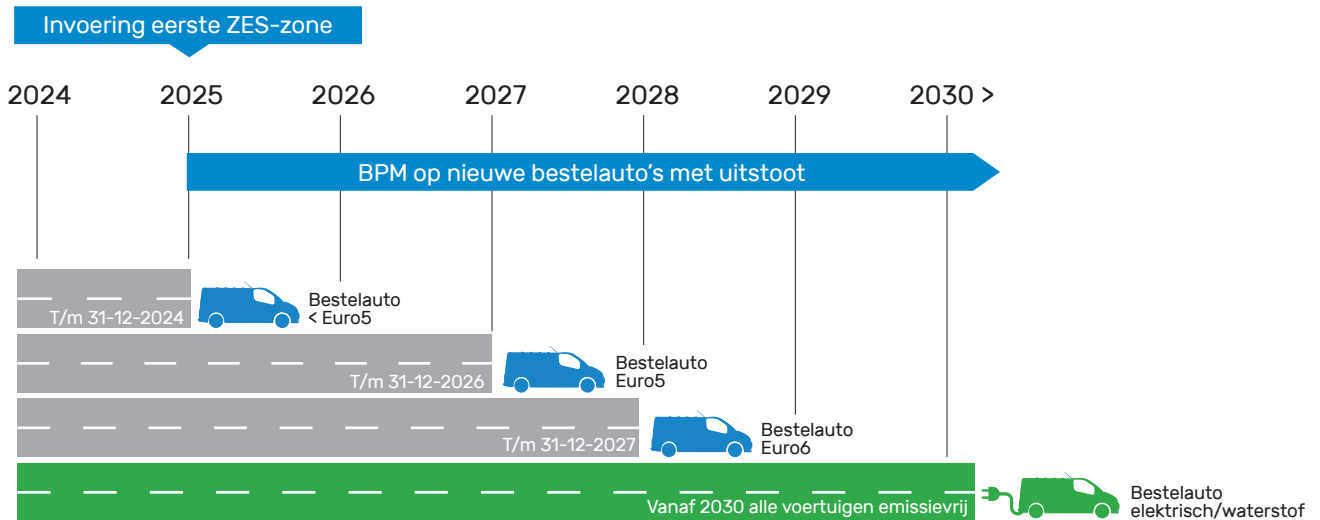 Invoering eerste ZES-zone
2024 2025 2026 2027 2028 2029 2030 >
BPM op nieuwe bestelauto's met uitstoot
T/m 31-12-2024
Bestelauto
< Euro5
T/m 31-12-2026
Bestelauto
Euro5
T/m 31-12-2027
Bestelauto
Euro6
Vanaf 2030 alle voertuigen emissievrij
Bestelauto
elektrisch/waterstof